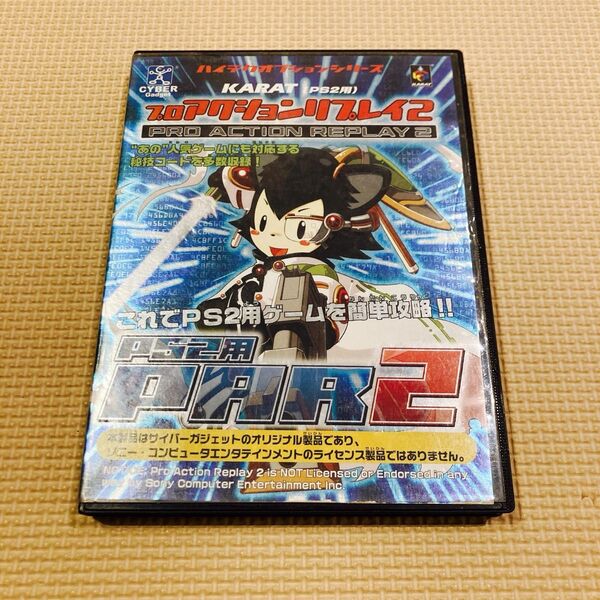 CYBER
Gadget
ハイテクオプションシリーズ
KARAT
KARAT (PS2用)
プロアクションリプレイ2
PRO ACTION REPLAY 2
"あの"人気ゲームにも対応する
秘技コードを多数収録！
これでPS2用ゲームを簡単攻略!!
PS2用
PAR2
本製品はサイバーガジェットのオリジナル製品であり、
ソニー・コンピュータエンタテインメントのライセンス製品ではありません。
NOTICE: Pro Action Replay 2 is NOT Licensed or Endorsed in any
way by Sony Computer Entertainment Inc.